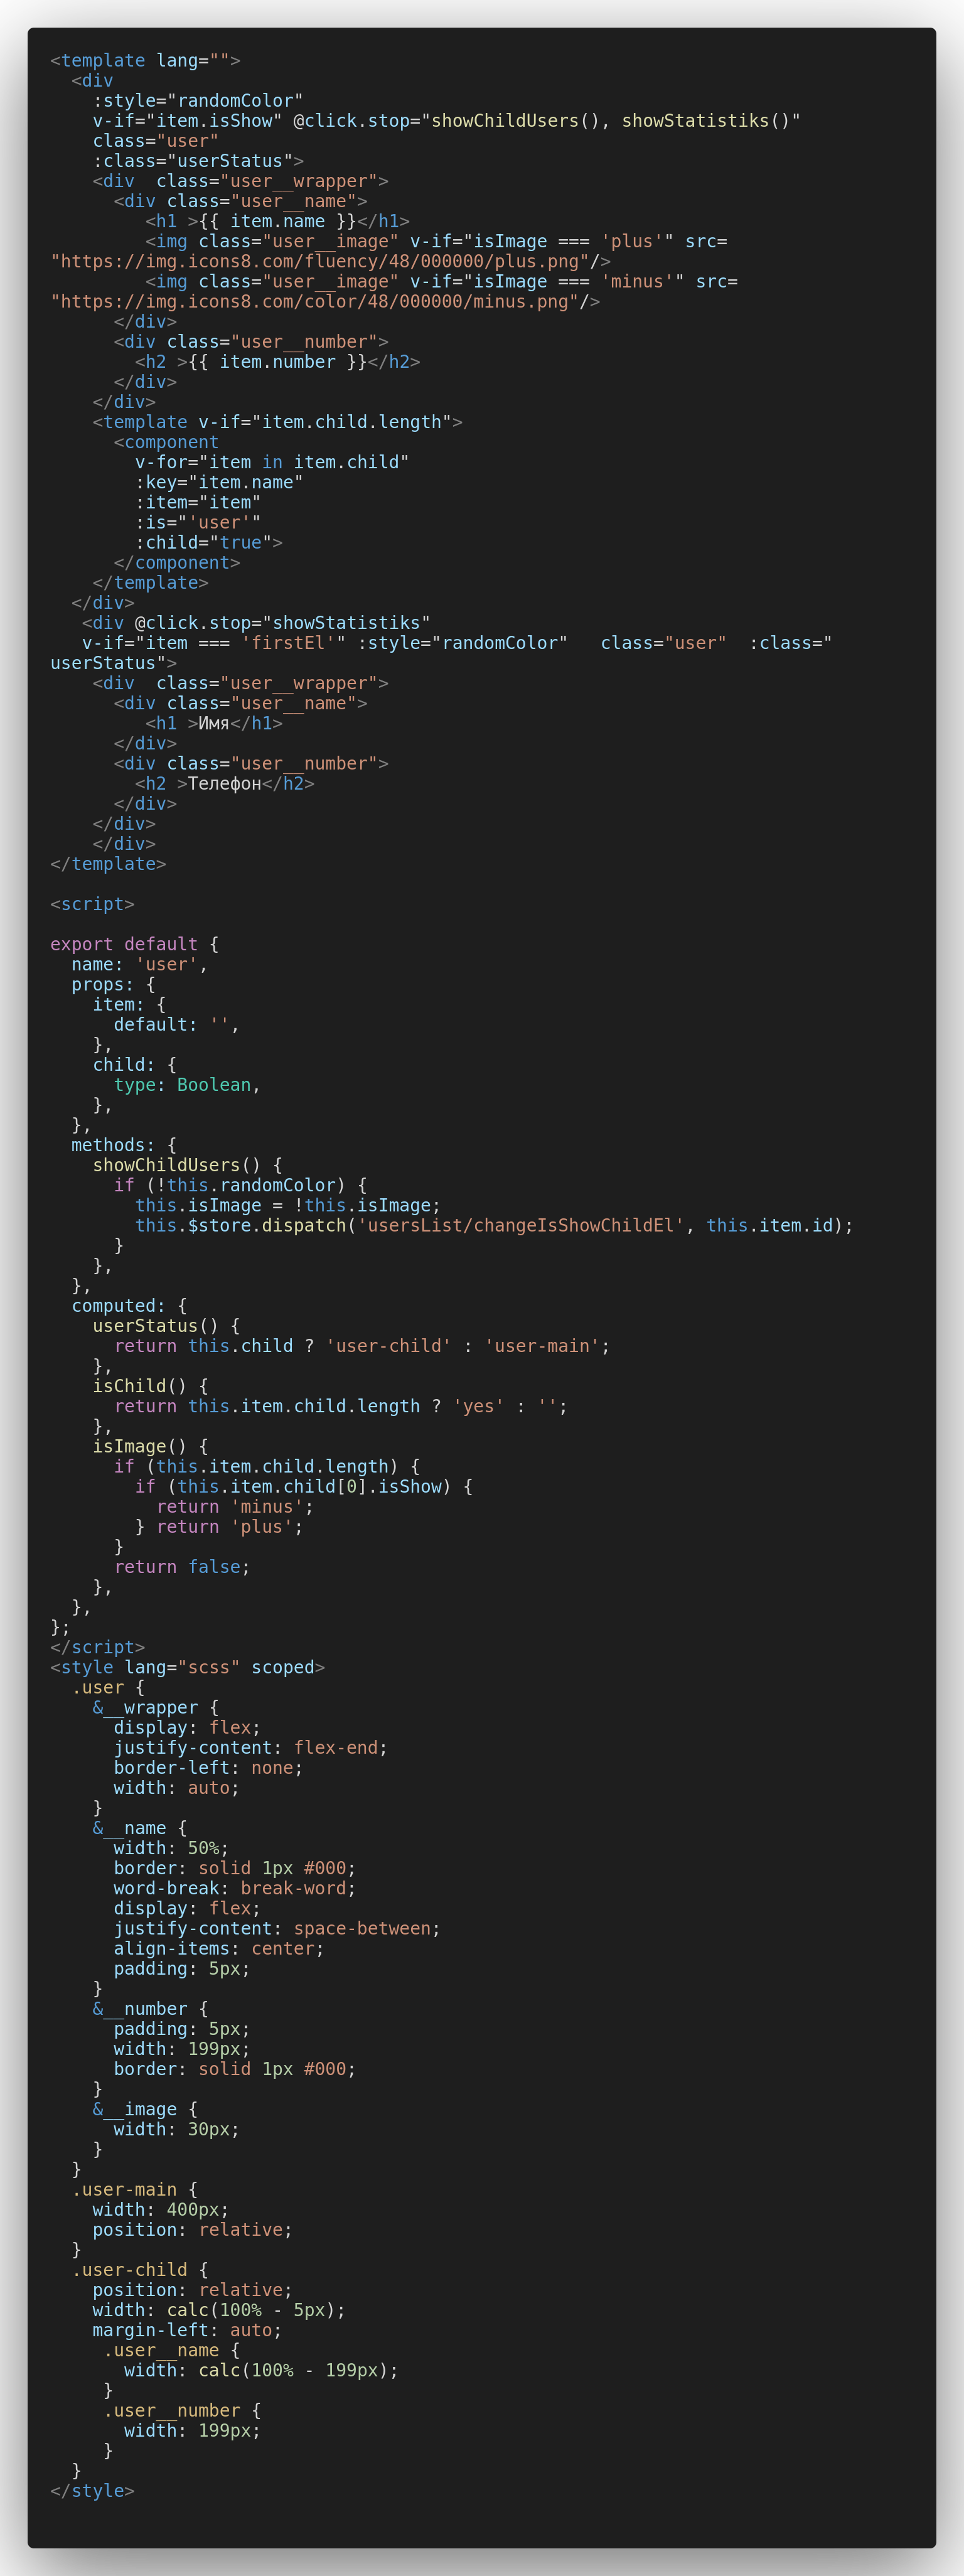 <template lang="">
  <div
    :style="randomColor"
    v-if="item.isShow" @click.stop="showChildUsers(), showStatistiks()"
    class="user"
    :class="userStatus">
    <div  class="user__wrapper">
      <div class="user__name">
         <h1 >{{ item.name }}</h1>
         <img class="user__image" v-if="isImage === 'plus'" src=
"https://img.icons8.com/fluency/48/000000/plus.png"/>
         <img class="user__image" v-if="isImage === 'minus'" src=
"https://img.icons8.com/color/48/000000/minus.png"/>
      </div>
      <div class="user__number">
        <h2 >{{ item.number }}</h2>
      </div>
    </div>
    <template v-if="item.child.length">
      <component
        v-for="item in item.child"
        :key="item.name"
        :item="item"
        :is="'user'"
        :child="true">
      </component>
    </template>
  </div>
   <div @click.stop="showStatistiks"
   v-if="item === 'firstEl'" :style="randomColor"   class="user"  :class="
userStatus">
    <div  class="user__wrapper">
      <div class="user__name">
         <h1 >Имя</h1>
      </div>
      <div class="user__number">
        <h2 >Телефон</h2>
      </div>
    </div>
    </div>
</template>

<script>

export default {
  name: 'user',
  props: {
    item: {
      default: '',
    },
    child: {
      type: Boolean,
    },
  },
  methods: {
    showChildUsers() {
      if (!this.randomColor) {
        this.isImage = !this.isImage;
        this.$store.dispatch('usersList/changeIsShowChildEl', this.item.id);
      }
    },
  },
  computed: {
    userStatus() {
      return this.child ? 'user-child' : 'user-main';
    },
    isChild() {
      return this.item.child.length ? 'yes' : '';
    },
    isImage() {
      if (this.item.child.length) {
        if (this.item.child[0].isShow) {
          return 'minus';
        } return 'plus';
      }
      return false;
    },
  },
};
</script>
<style lang="scss" scoped>
  .user {
    &__wrapper {
      display: flex;
      justify-content: flex-end;
      border-left: none;
      width: auto;
    }
    &__name {
      width: 50%;
      border: solid 1px #000;
      word-break: break-word;
      display: flex;
      justify-content: space-between;
      align-items: center;
      padding: 5px;
    }
    &__number {
      padding: 5px;
      width: 199px;
      border: solid 1px #000;
    }
    &__image {
      width: 30px;
    }
  }
  .user-main {
    width: 400px;
    position: relative;
  }
  .user-child {
    position: relative;
    width: calc(100% - 5px);
    margin-left: auto;
     .user__name {
       width: calc(100% - 199px);
     }
     .user__number {
       width: 199px;
     }
  }
</style>